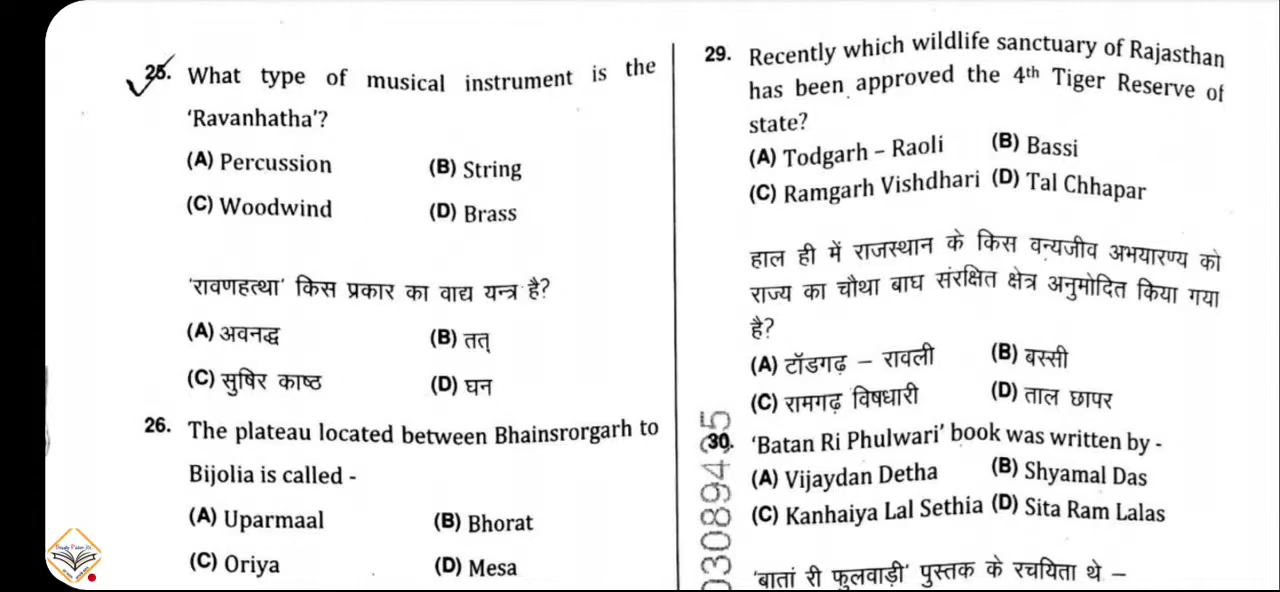 25. What type of musical instrument is the
'Ravanhatha'?
(A) Percussion (B) String
(C) Woodwind (D) Brass
'रावणहत्था' किस प्रकार का वाद्य यन्त्र है?
(A) अवनद्ध (B) तत्
(C) सुषिर काष्ठ (D) घन
26. The plateau located between Bhainsrorgarh to
Bijolia is called -
(A) Uparmaal (B) Bhorat
(C) Oriya (D) Mesa
29. Recently which wildlife sanctuary of Rajasthan
has been approved the 4th Tiger Reserve of
state?
(A) Todgarh – Raoli (B) Bassi
(C) Ramgarh Vishdhari (D) Tal Chhapar
हाल ही में राजस्थान के किस वन्यजीव अभयारण्य को
राज्य का चौथा बाघ संरक्षित क्षेत्र अनुमोदित किया गया
है?
(A) टॉडगढ़ – रावली (B) बस्सी
(C) रामगढ़ विषधारी (D) ताल छापर
30. 'Batan Ri Phulwari' book was written by -
(A) Vijaydan Detha (B) Shyamal Das
(C) Kanhaiya Lal Sethia (D) Sita Ram Lalas
'बातां री फूलवाड़ी' पुस्तक के रचयिता थे –